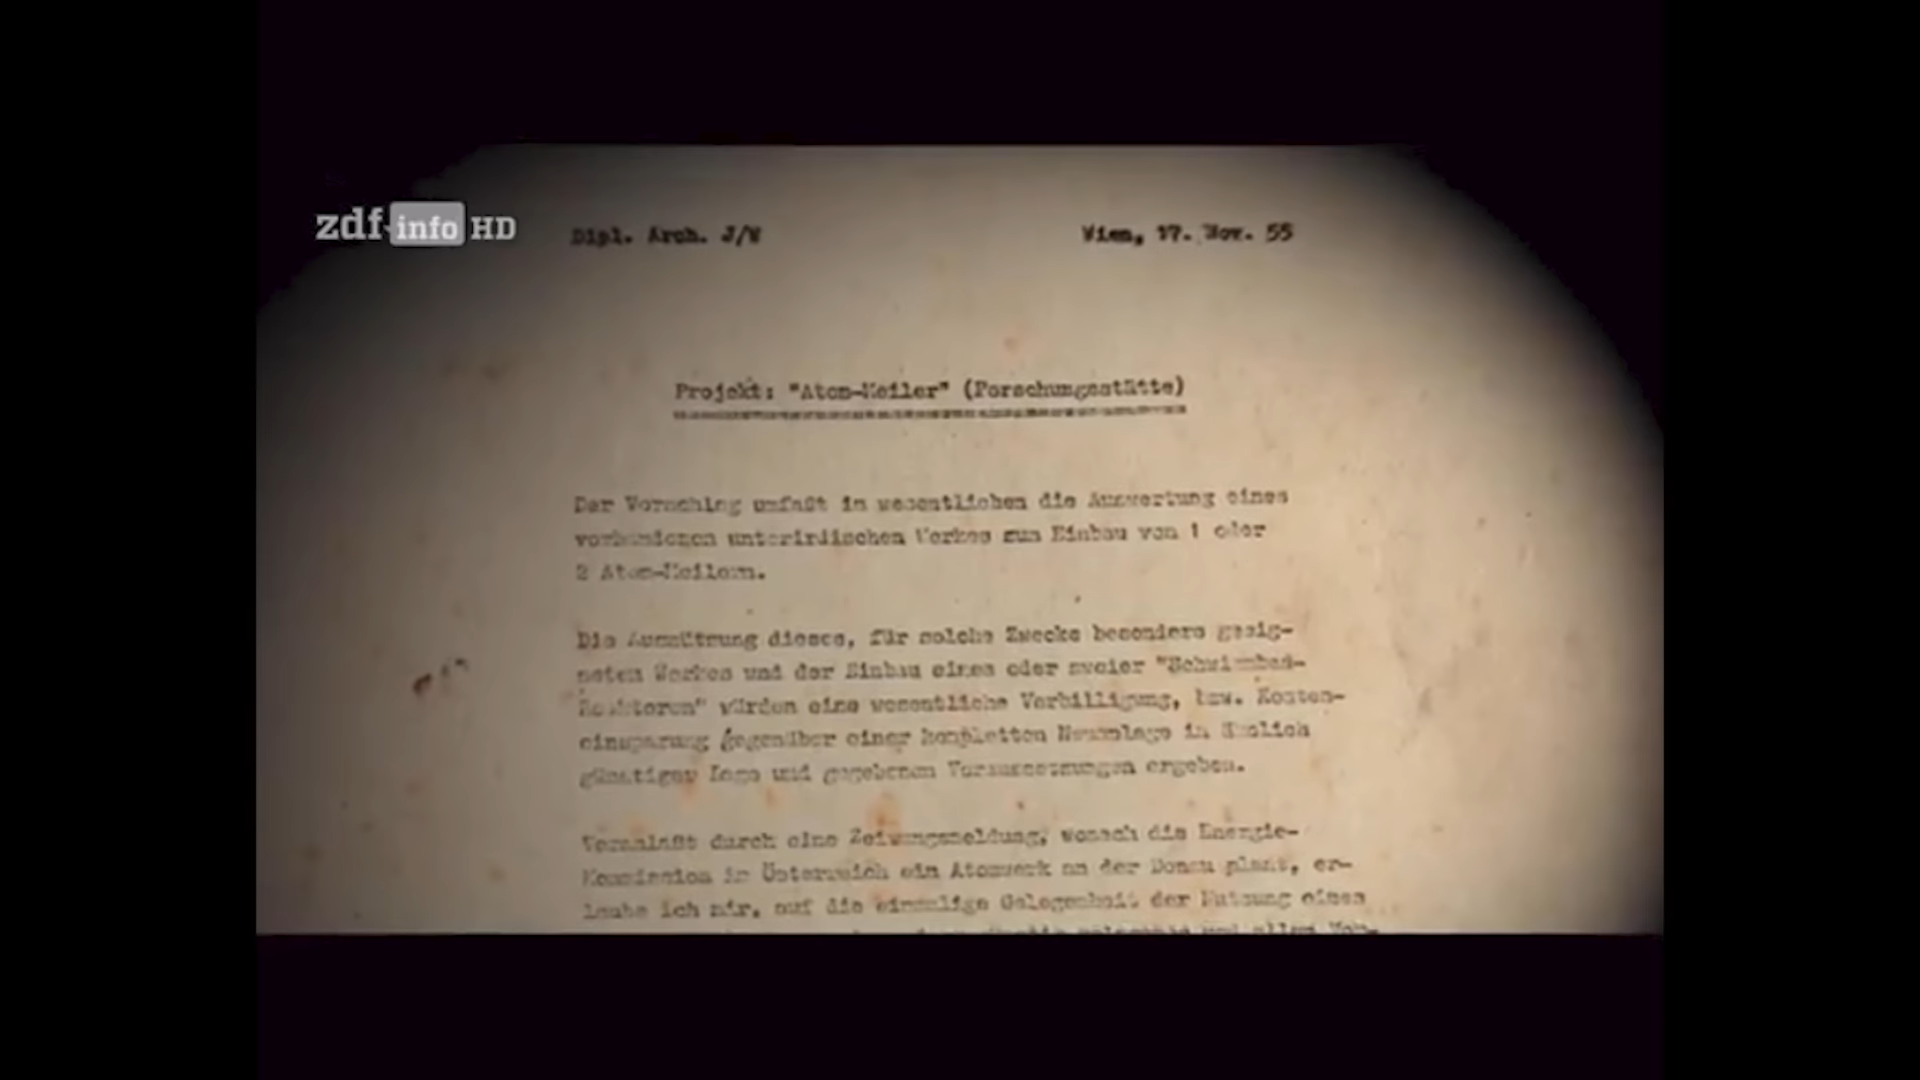 zdf info HD
Dipl. Arch. J/W
Wien, 17. Nov. 55
Projekt: "Atom-Meiler" (Forschungsstätte)
Der Vorschlag umfaßt im wesentlichen die Auswertung eines
vorhandenen unterirdischen Werkes zum Einbau von 1 oder
2 Atom-Meilern.
Die Ausnützung dieses, für solche Zwecke besonders geeig-
neten Werkes und der Einbau eines oder zweier "Schwimmbad-
Reaktoren" würden eine wesentliche Verbilligung, bzw. Kosten-
einsparung gegenüber einer kompletten Neuanlage in ähnlich
günstiger Lage und gegebenen Voraussetzungen ergeben.
Veranlaßt durch eine Zeitungsmeldung, wonach die Energie-
Kommission in Österreich ein Atomwerk an der Donau plant, er-
laube ich mir, auf die einmalige Gelegenheit der Nutzung eines